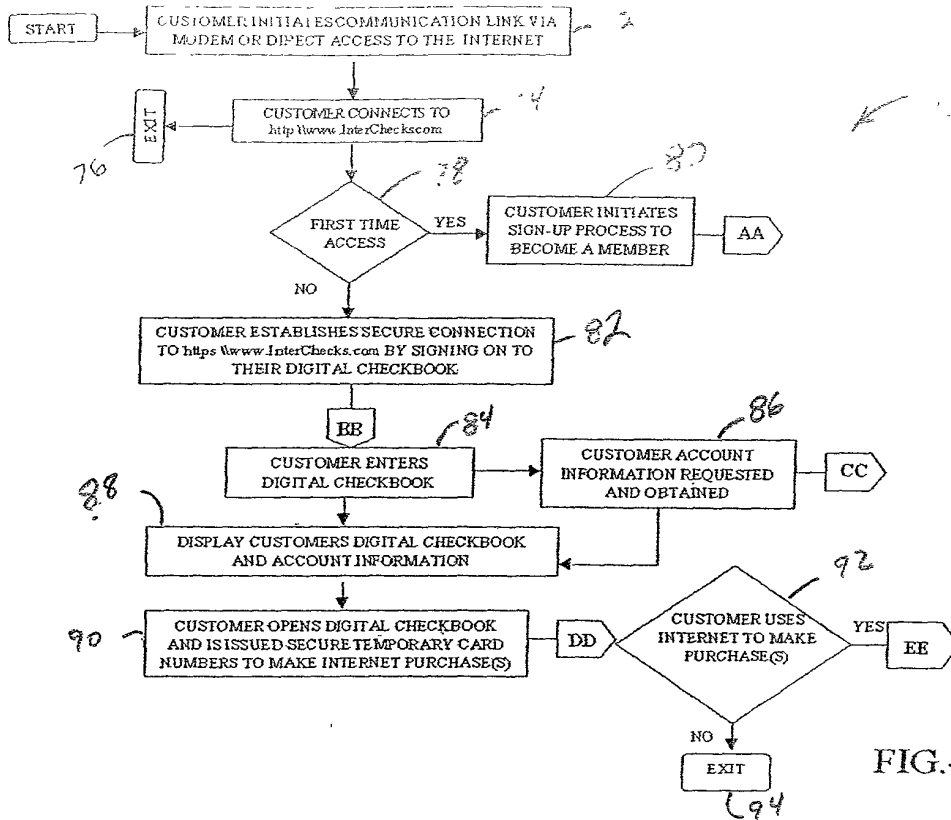 START
CUSTOMER INITIATES COMMUNICATION LINK VIA
MODEM OR DIRECT ACCESS TO THE INTERNET
2
CUSTOMER CONNECTS TO
http\\www.InterChecks.com
4
EXIT
76
FIRST TIME
ACCESS
78
YES
CUSTOMER INITIATES
SIGN-UP PROCESS TO
BECOME A MEMBER
80
AA
NO
CUSTOMER ESTABLISHES SECURE CONNECTION
TO https \\www.InterChecks.com BY SIGNING ON TO
THEIR DIGITAL CHECKBOOK
82
BB
CUSTOMER ENTERS
DIGITAL CHECKBOOK
84
CUSTOMER ACCOUNT
INFORMATION REQUESTED
AND OBTAINED
86
CC
88
DISPLAY CUSTOMERS DIGITAL CHECKBOOK
AND ACCOUNT INFORMATION
90
CUSTOMER OPENS DIGITAL CHECKBOOK
AND IS ISSUED SECURE TEMPORARY CARD
NUMBERS TO MAKE INTERNET PURCHASE(S)
DD
CUSTOMER USES
INTERNET TO MAKE
PURCHASE(S)
92
YES
EE
NO
EXIT
94
FIG.